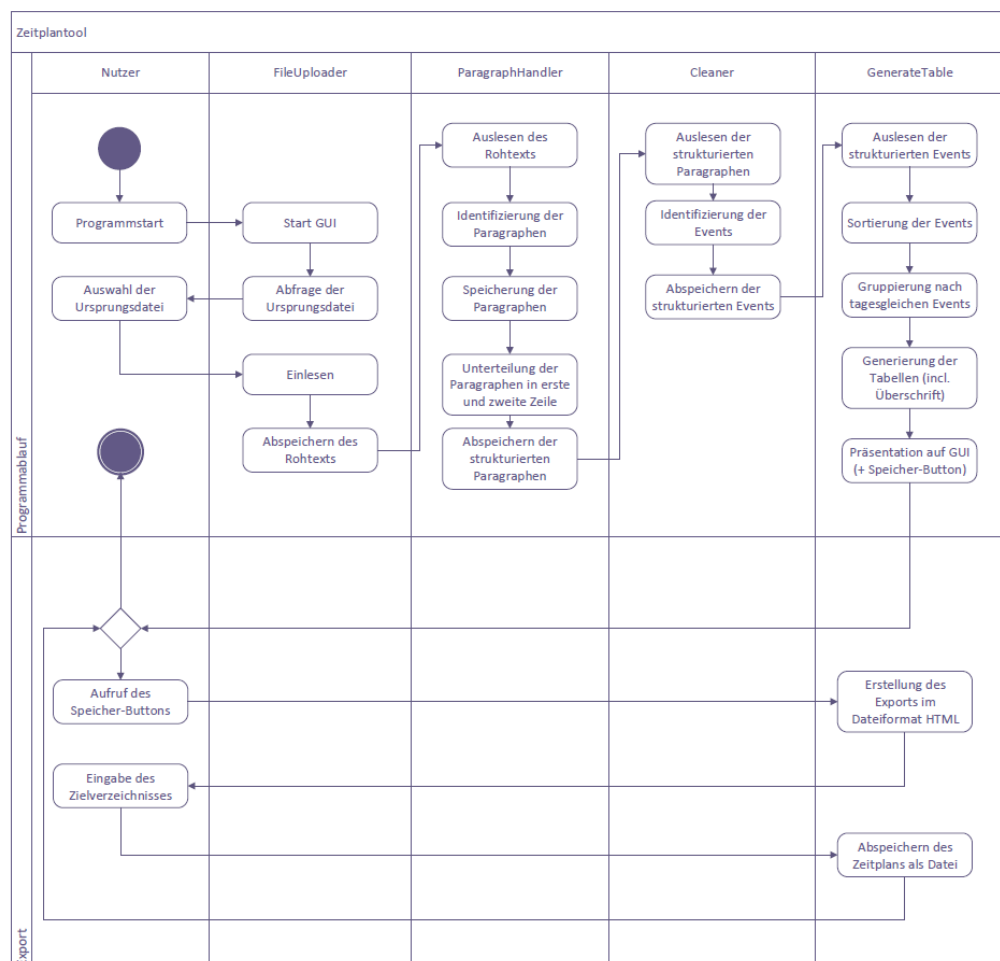 Zeitplantool
Nutzer
FileUploader
ParagraphHandler
Cleaner
GenerateTable
Programmablauf
Programmstart
Auswahl der
Ursprungsdatei
Start GUI
Abfrage der
Ursprungsdatei
Einlesen
Abspeichern des
Rohtexts
Auslesen des
Rohtexts
Identifizierung der
Paragraphen
Speicherung der
Paragraphen
Unterteilung der
Paragraphen in erste
und zweite Zeile
Abspeichern der
strukturierten
Paragraphen
Auslesen der
strukturierten
Paragraphen
Identifizierung der
Events
Abspeichern der
strukturierten Events
Auslesen der
strukturierten Events
Sortierung der Events
Gruppierung nach
tagesgleichen Events
Generierung der
Tabellen (incl.
Überschrift)
Präsentation auf GUI
(+ Speicher-Button)
Export
Aufruf des
Speicher-Buttons
Erstellung des
Exports im
Dateiformat HTML
Eingabe des
Zielverzeichnisses
Abspeichern des
Zeitplans als Datei